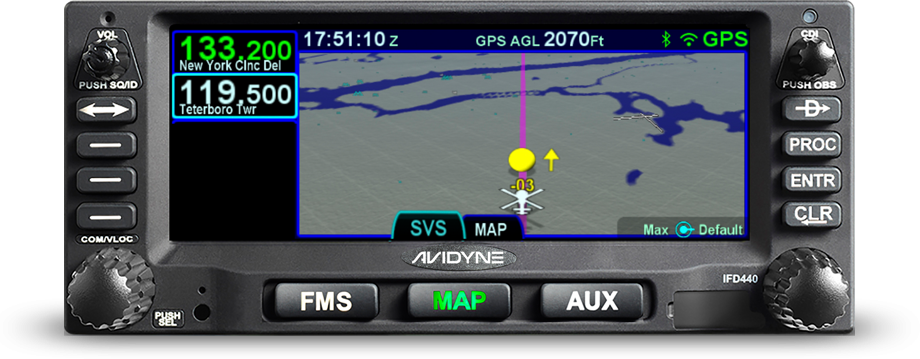 VOL
PUSH SQ/ID
COM/VLOC
PUSH
SEL
133.200
New York Clnc Del
119.500
Teterboro Twr
17:51:10 Z
GPS AGL 2070Ft
GPS
-03
SVS
MAP
Max
Default
AVIDYNE
FMS
MAP
AUX
CDI
PUSH OBS
D
PROC
ENTR
CLR
IFD440